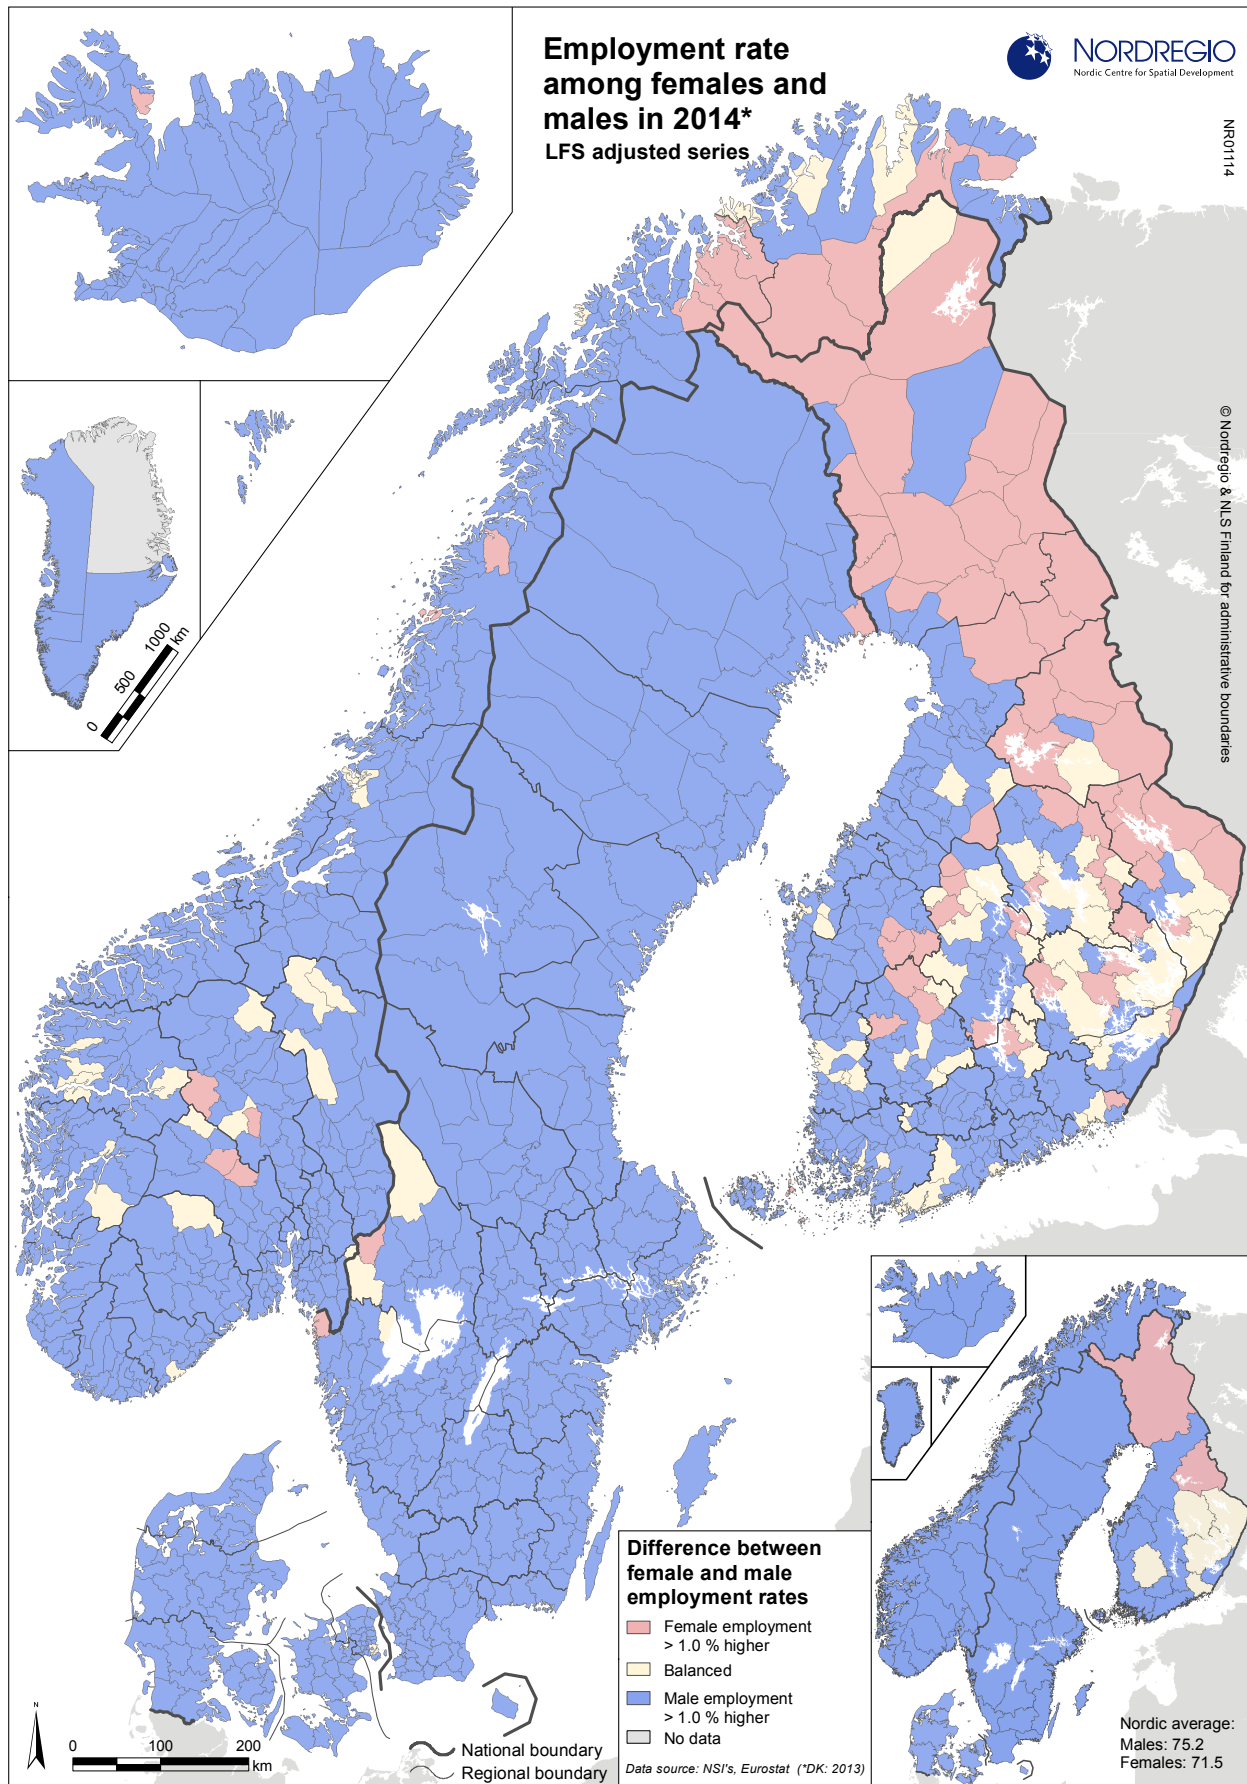 Employment rate
among females and
males in 2014*
LFS adjusted series
NORDREGIO
Nordic Centre for Spatial Development
NR01114
© Nordregio & NLS Finland for administrative boundaries
0 500 1000
km
Difference between
female and male
employment rates
Female employment
> 1.0 % higher
Balanced
Male employment
> 1.0 % higher
No data
Data source: NSI's, Eurostat (*DK: 2013)
N
0 100 200
km
National boundary
Regional boundary
Nordic average:
Males: 75.2
Females: 71.5